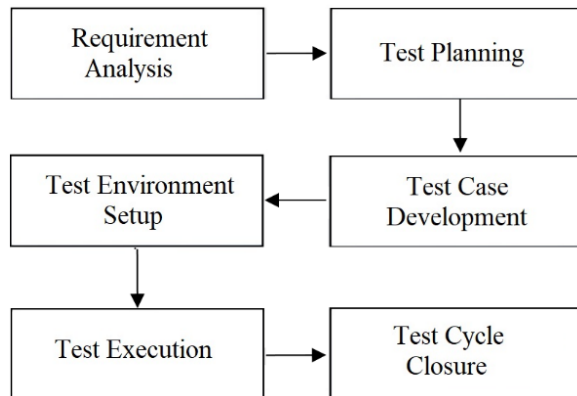 Requirement
Analysis
Test Planning
Test Environment
Setup
Test Case
Development
Test Execution
Test Cycle
Closure